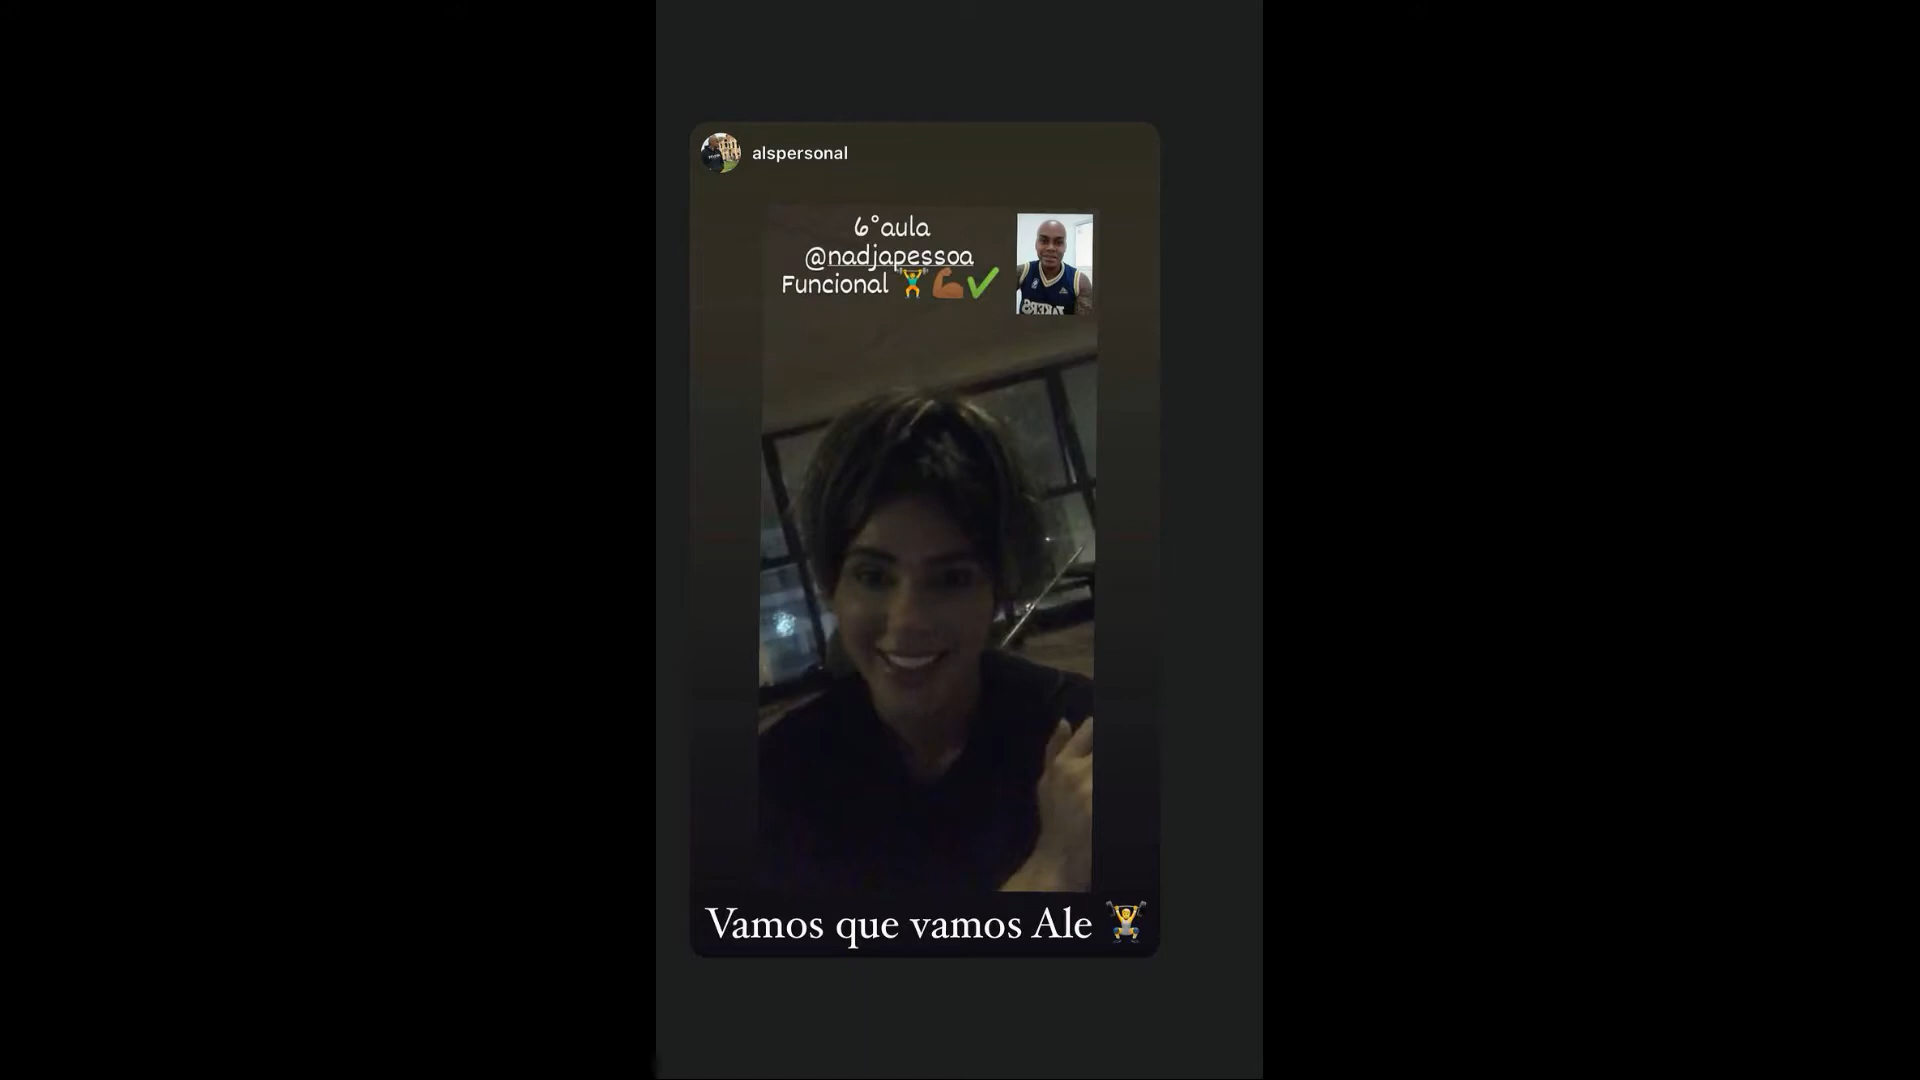 alspersonal
6°aula
@nadjapessoa
Funcional 🏋️💪🏾✔️
Vamos que vamos Ale 🏋️